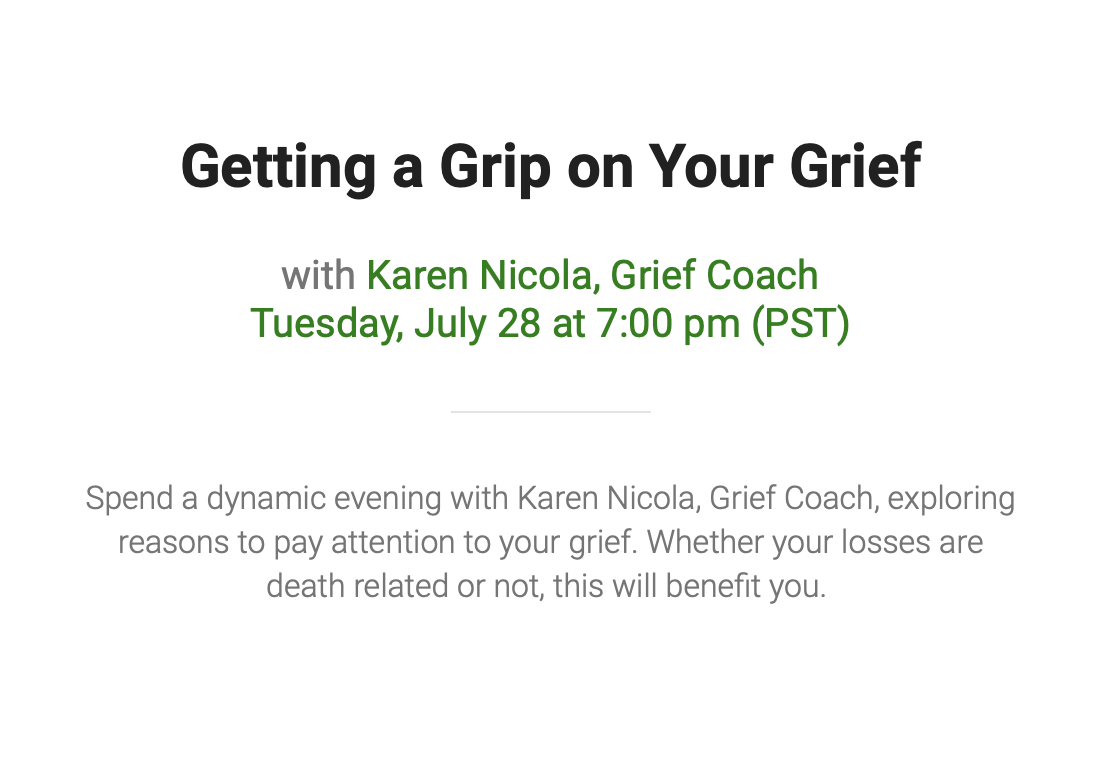 Getting a Grip on Your Grief
with Karen Nicola, Grief Coach
Tuesday, July 28 at 7:00 pm (PST)
Spend a dynamic evening with Karen Nicola, Grief Coach, exploring
reasons to pay attention to your grief. Whether your losses are
death related or not, this will benefit you.